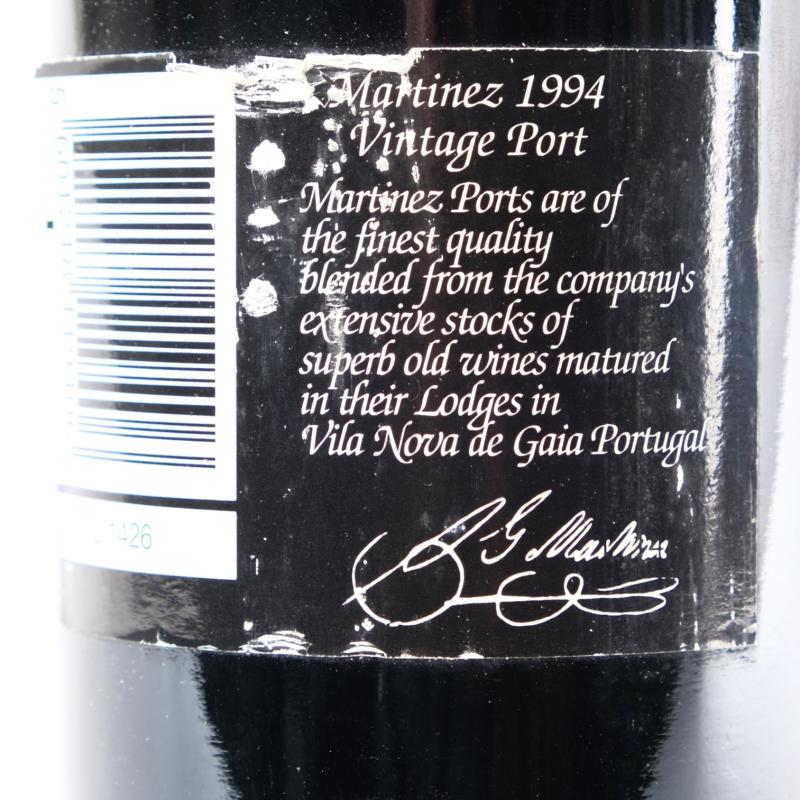 Martinez 1994
Vintage Port
Martinez Ports are of
the finest quality
blended from the company's
extensive stocks of
superb old wines matured
in their Lodges in
Vila Nova de Gaia Portugal
G Martinez
1426